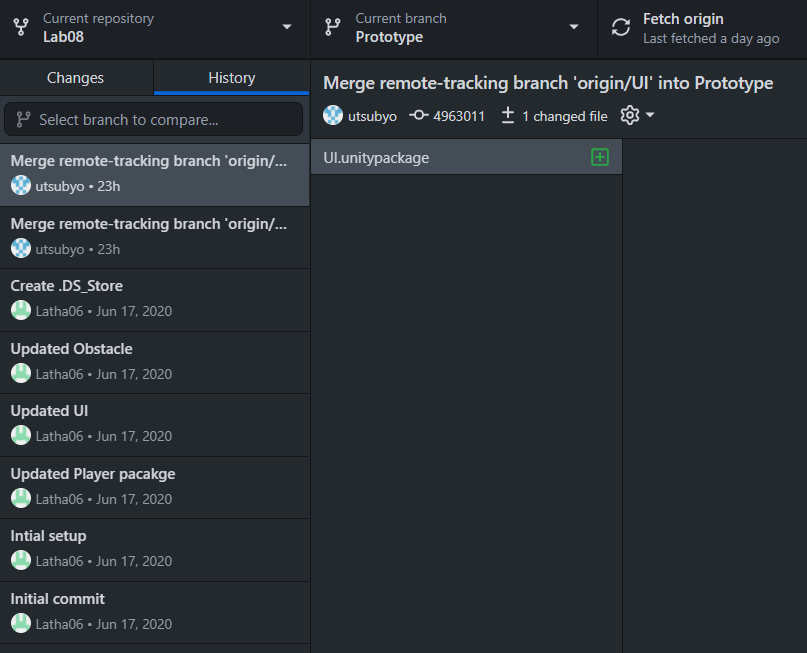 Current repository
Lab08
Current branch
Prototype
Fetch origin
Last fetched a day ago
Changes
History
Select branch to compare...
Merge remote-tracking branch 'origin/...
utsubyo • 23h
Merge remote-tracking branch 'origin/...
utsubyo • 23h
Create .DS_Store
Latha06 • Jun 17, 2020
Updated Obstacle
Latha06 • Jun 17, 2020
Updated UI
Latha06 • Jun 17, 2020
Updated Player pacakge
Latha06 • Jun 17, 2020
Intial setup
Latha06 • Jun 17, 2020
Initial commit
Latha06 • Jun 17, 2020
Merge remote-tracking branch 'origin/UI' into Prototype
utsubyo 4963011 1 changed file
UI.unitypackage